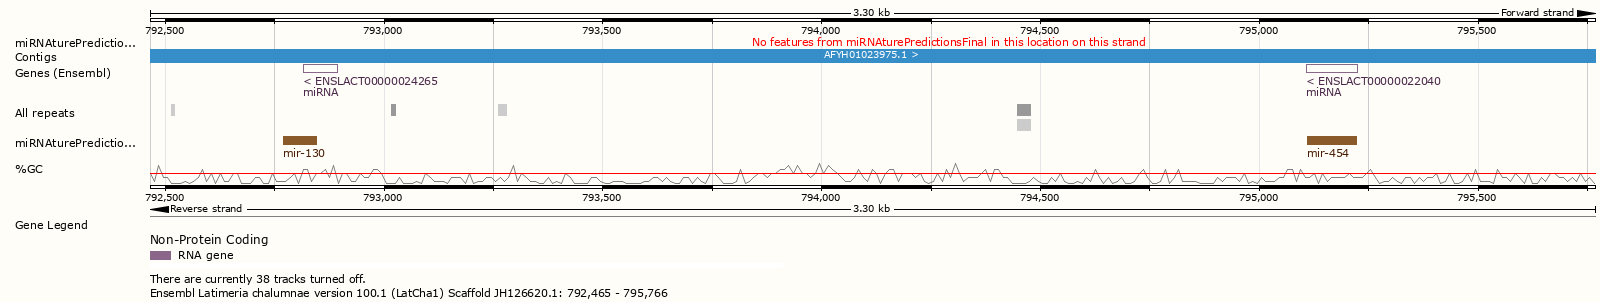 3.30 kb Forward strand
792,500 793,000 793,500 794,000 794,500 795,000 795,500
miRNAturePredictio... No features from miRNAturePredictionsFinal in this location on this strand
Contigs AFYH01023975.1 >
Genes (Ensembl)
< ENSLACT00000024265 < ENSLACT00000022040
miRNA miRNA
All repeats
miRNAturePredictio...
mir-130 mir-454
%GC
792,500 793,000 793,500 794,000 794,500 795,000 795,500
Reverse strand 3.30 kb
Gene Legend
Non-Protein Coding
RNA gene
There are currently 38 tracks turned off.
Ensembl Latimeria chalumnae version 100.1 (LatCha1) Scaffold JH126620.1: 792,465 - 795,766